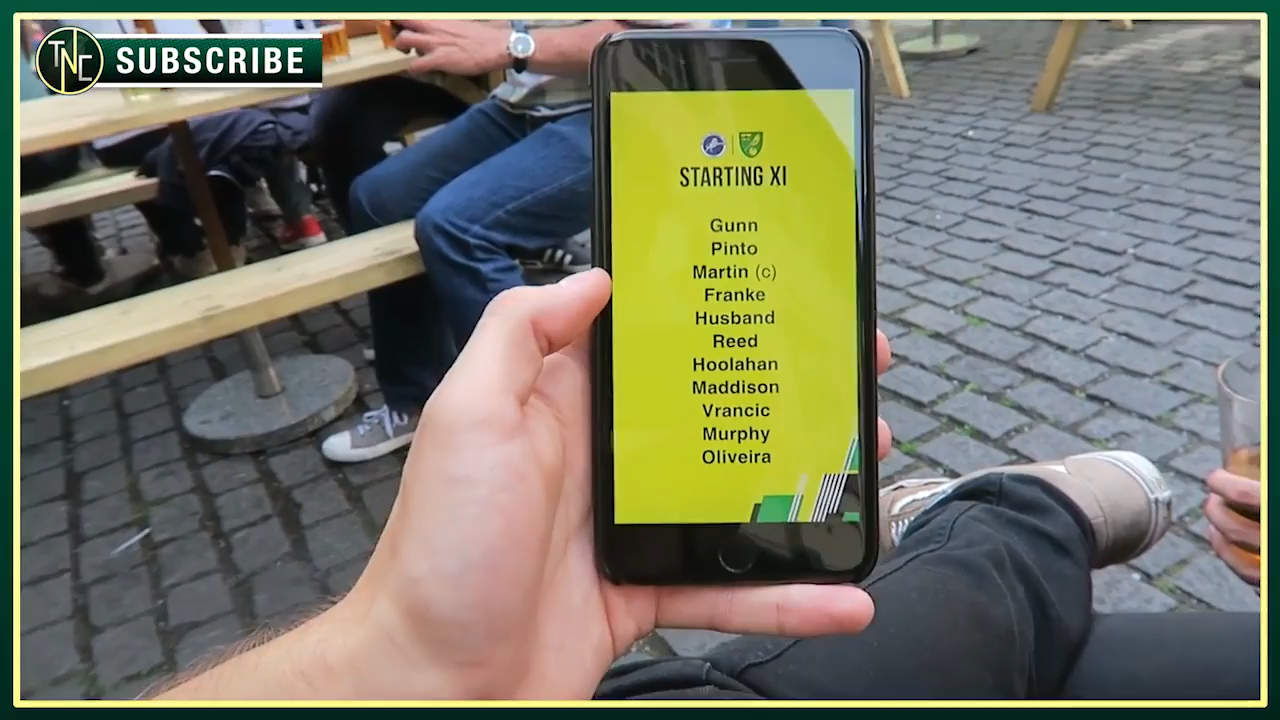 TNC
SUBSCRIBE
STARTING XI
Gunn
Pinto
Martin (c)
Franke
Husband
Reed
Hoolahan
Maddison
Vrancic
Murphy
Oliveira